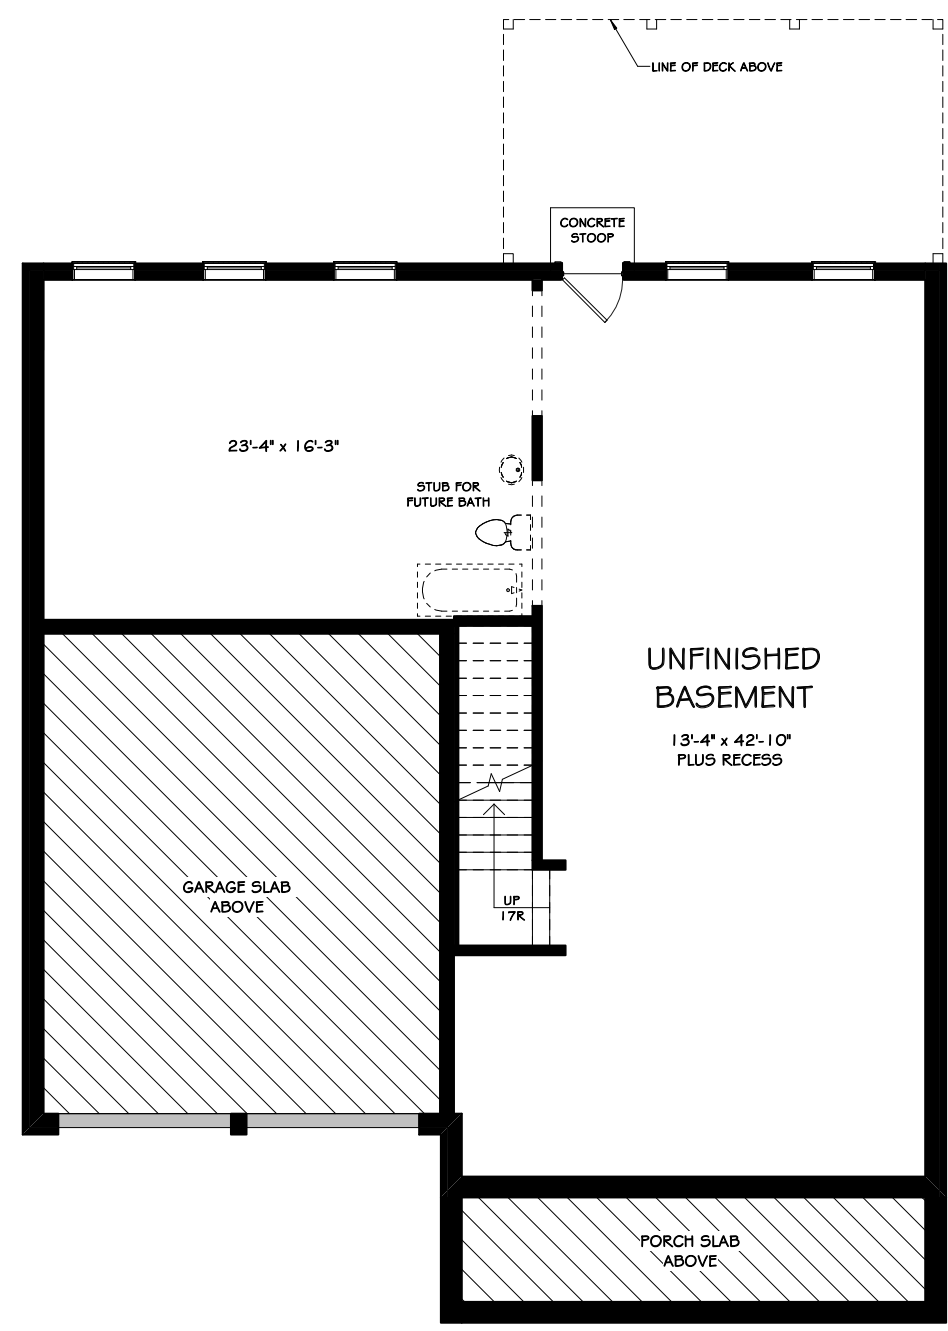 LINE OF DECK ABOVE
CONCRETE
STOOP
23'-4" x 16'-3"
STUB FOR
FUTURE BATH
UNFINISHED
BASEMENT
13'-4" x 42'-10"
PLUS RECESS
GARAGE SLAB
ABOVE
UP
17R
PORCH SLAB
ABOVE